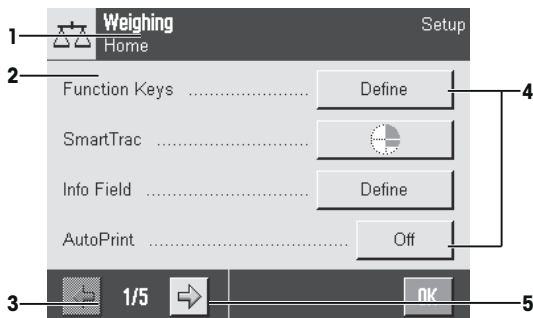 Weighing
Setup
1
Home
2
Function Keys ........................ Define
4
SmartTrac ..............................
Info Field ............................... Define
AutoPrint .................................... Off
3
1/5
OK
5